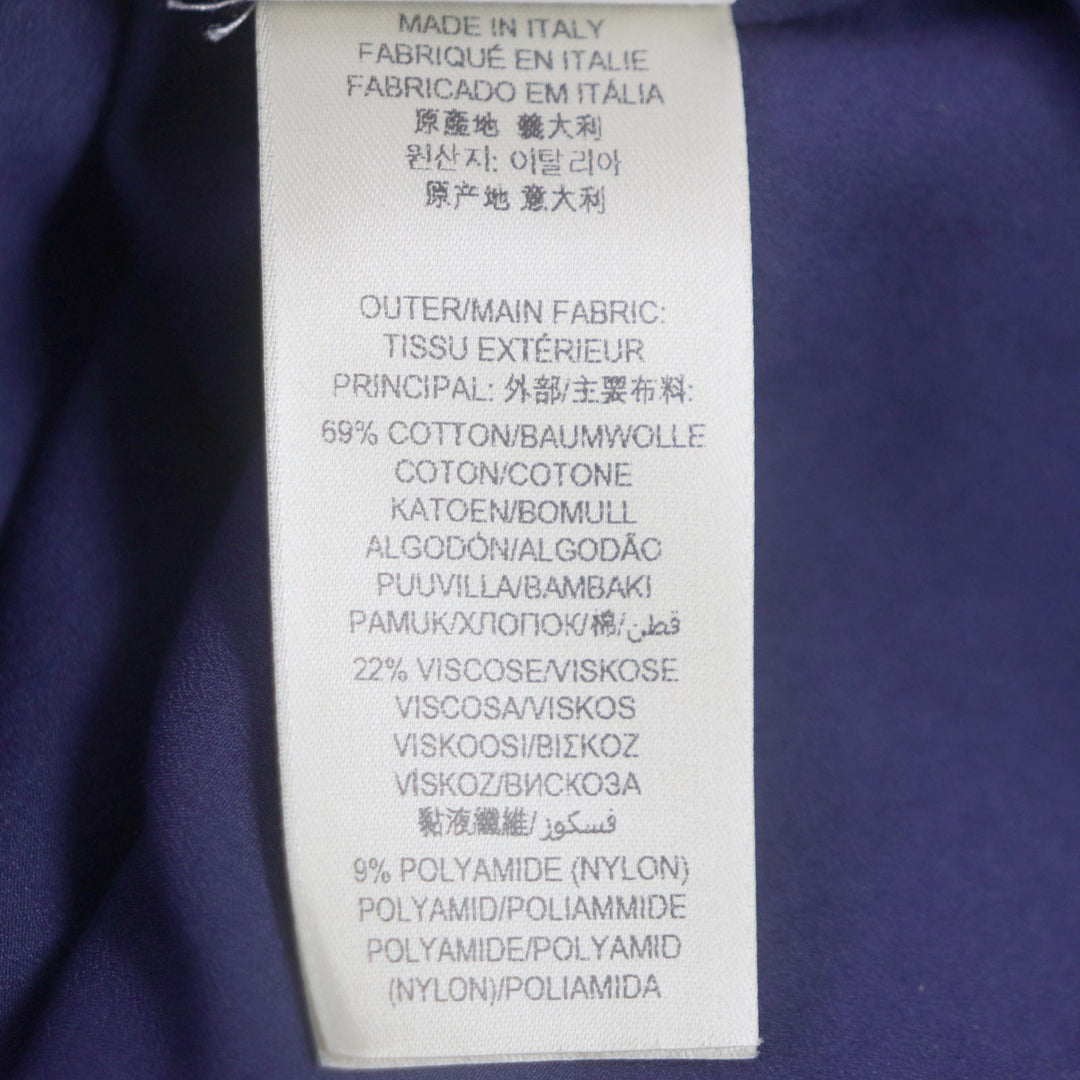 MADE IN ITALY
FABRIQUÉ EN ITALIE
FABRICADO EM ITÁLIA
原產地 義大利
원산지: 이탈리아
原产地 意大利
OUTER/MAIN FABRIC:
TISSU EXTÉRIEUR
PRINCIPAL: 外部/主要布料:
69% COTTON/BAUMWOLLE
COTON/COTONE
KATOEN/BOMULL
ALGODÓN/ALGODÃO
PUUVILLA/BAMBAKI
PAMUK/ХЛОПОК/棉/قطن
22% VISCOSE/VISKOSE
VISCOSA/VISKOS
VISKOOSI/ΒΙΣΚΟΖ
VİSKOZ/ВИСКОЗА
黏液纖維/فسكوز
9% POLYAMIDE (NYLON)
POLYAMID/POLIAMMIDE
POLYAMIDE/POLYAMID
(NYLON)/POLIAMIDA